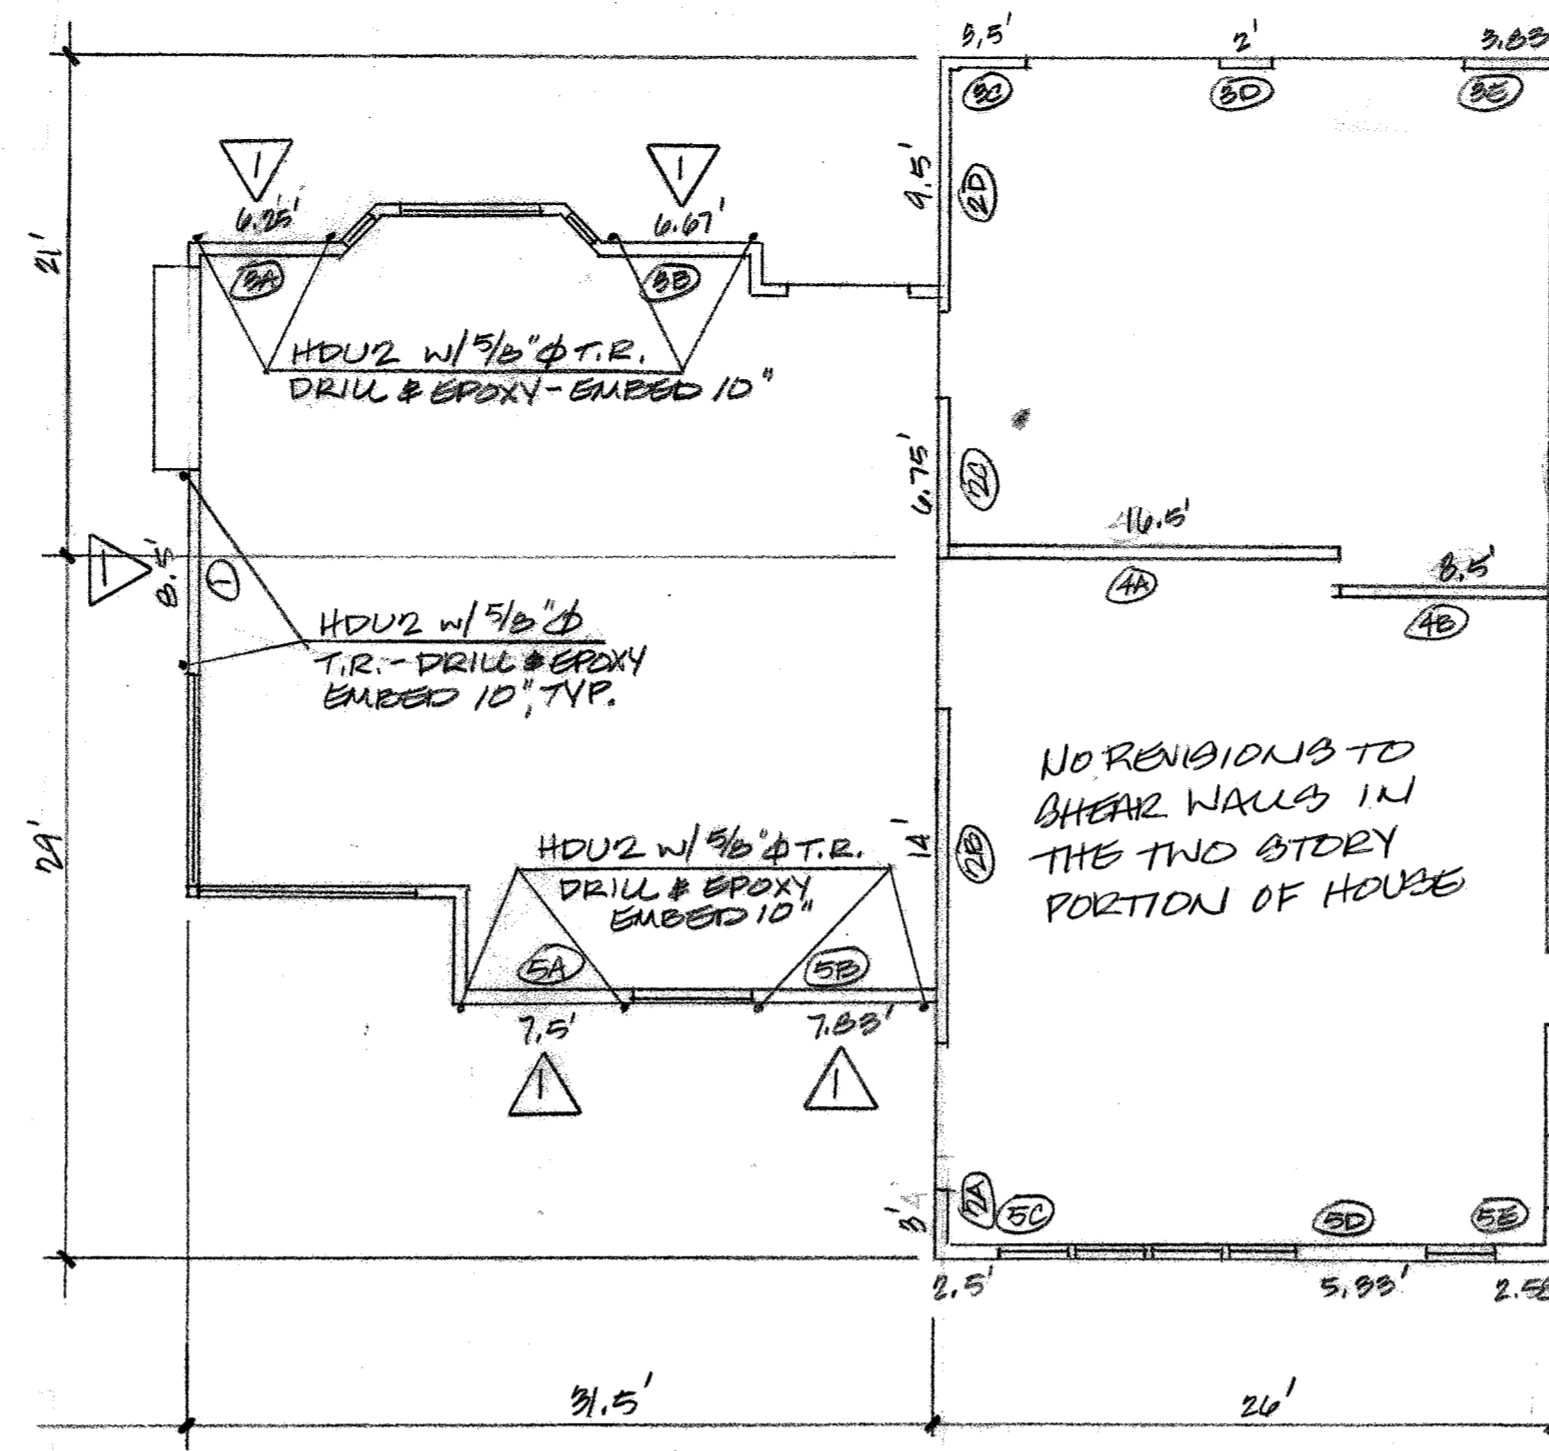 3.5' 2' 3.83
3C 3D 3E
21'
1 1
6.25' 6.67'
9.5' 2D
3A 3B
HDU2 W/ 5/8"Ø T.R.
DRILL & EPOXY - EMBED 10"
6.75' 2C
16.5'
4A
8.5'
4B
1 8.5' 1
HDU2 W/ 5/8"Ø
T.R. - DRILL & EPOXY
EMBED 10", TYP.
NO REVISIONS TO
SHEAR WALLS IN
THE TWO STORY
PORTION OF HOUSE
29'
HDU2 W/ 5/8"Ø T.R.
DRILL & EPOXY
EMBED 10"
14' 2B
5A 5B
7.5' 7.83'
1 1
3' 2A
5C 5D 5E
2.5' 5.33' 2.58
31.5' 26'